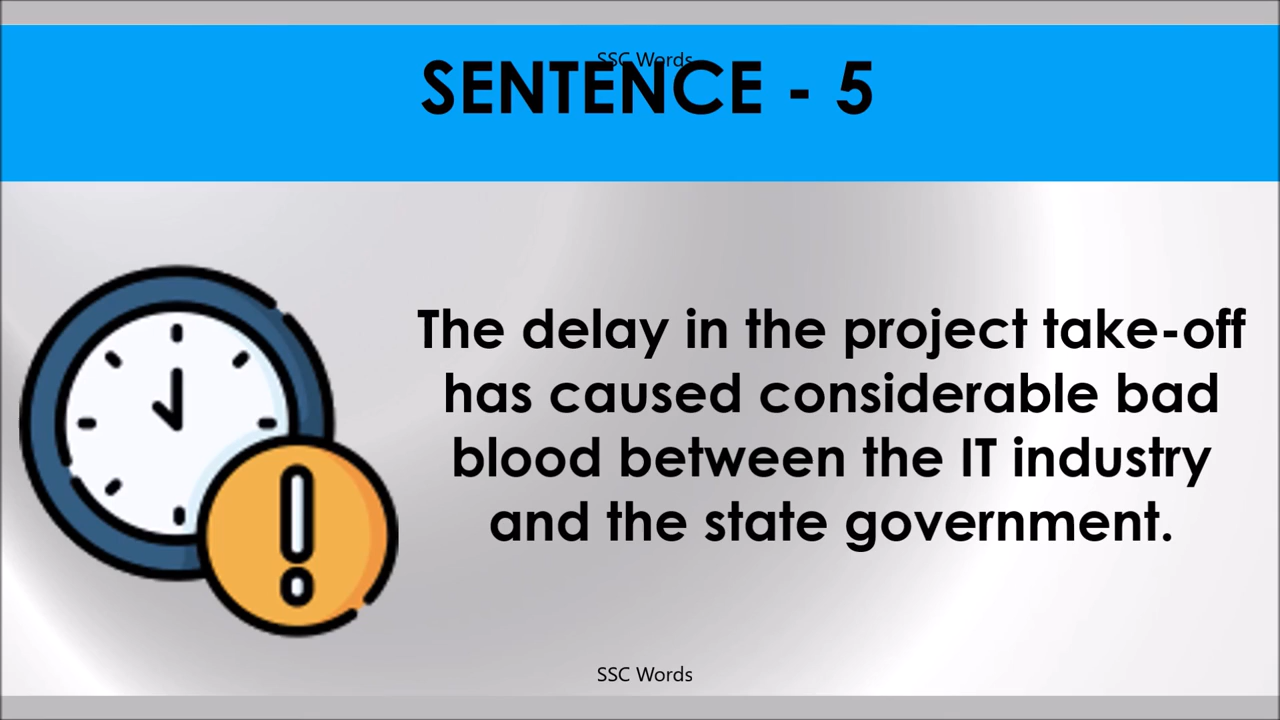 SSC Words
SENTENCE - 5
The delay in the project take-off
has caused considerable bad
blood between the IT industry
and the state government.
SSC Words